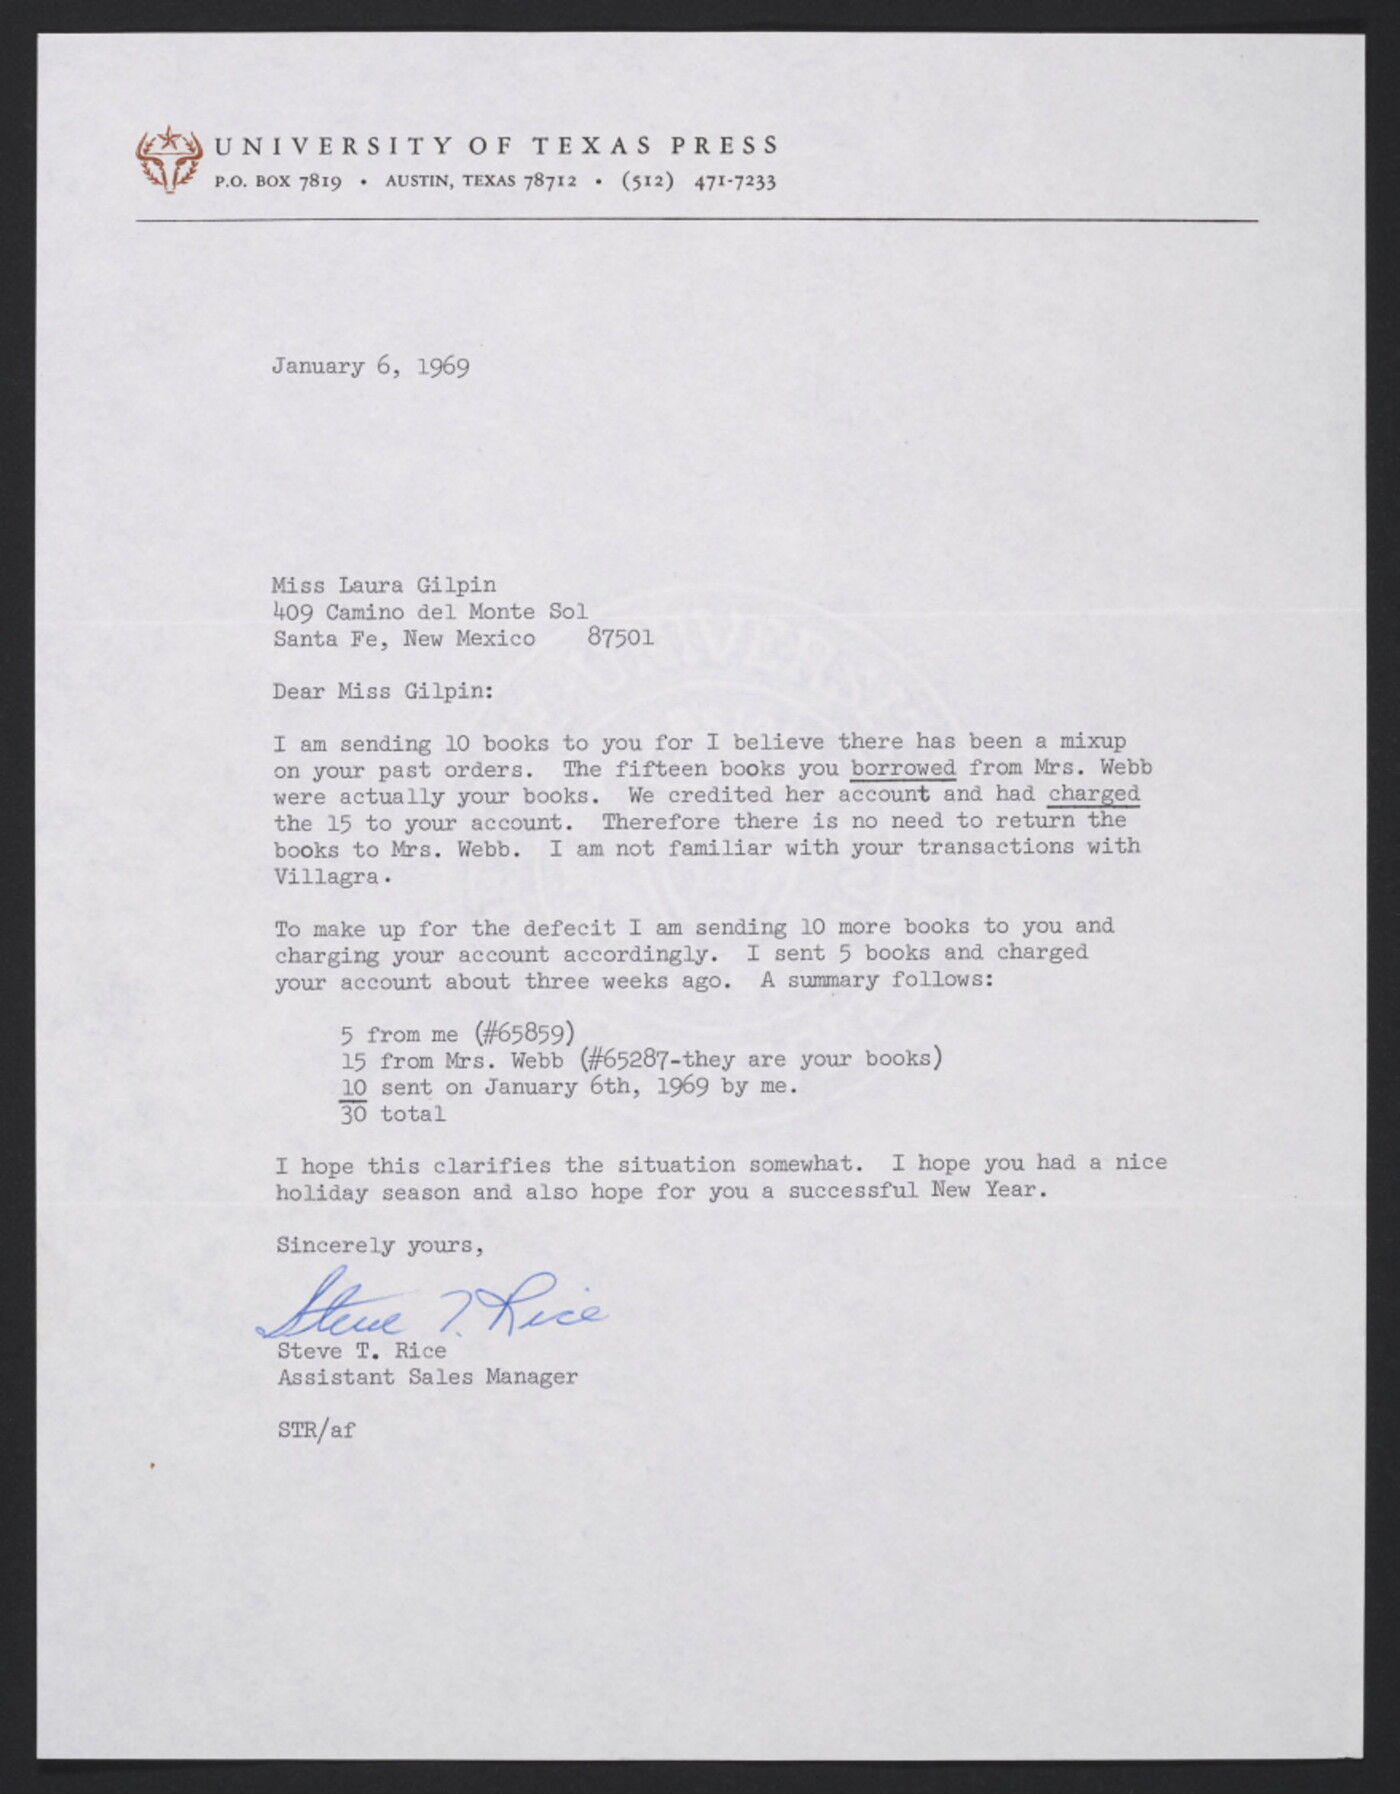 UNIVERSITY OF TEXAS PRESS
P.O. BOX 7819 • AUSTIN, TEXAS 78712 • (512) 471-7233
January 6, 1969
Miss Laura Gilpin
409 Camino del Monte Sol
Santa Fe, New Mexico 87501
Dear Miss Gilpin:
I am sending 10 books to you for I believe there has been a mixup
on your past orders. The fifteen books you borrowed from Mrs. Webb
were actually your books. We credited her account and had charged
the 15 to your account. Therefore there is no need to return the
books to Mrs. Webb. I am not familiar with your transactions with
Villagra.
To make up for the defecit I am sending 10 more books to you and
charging your account accordingly. I sent 5 books and charged
your account about three weeks ago. A summary follows:
5 from me (#65859)
15 from Mrs. Webb (#65287-they are your books)
10 sent on January 6th, 1969 by me.
30 total
I hope this clarifies the situation somewhat. I hope you had a nice
holiday season and also hope for you a successful New Year.
Sincerely yours,
Steve T. Rice
Steve T. Rice
Assistant Sales Manager
STR/af